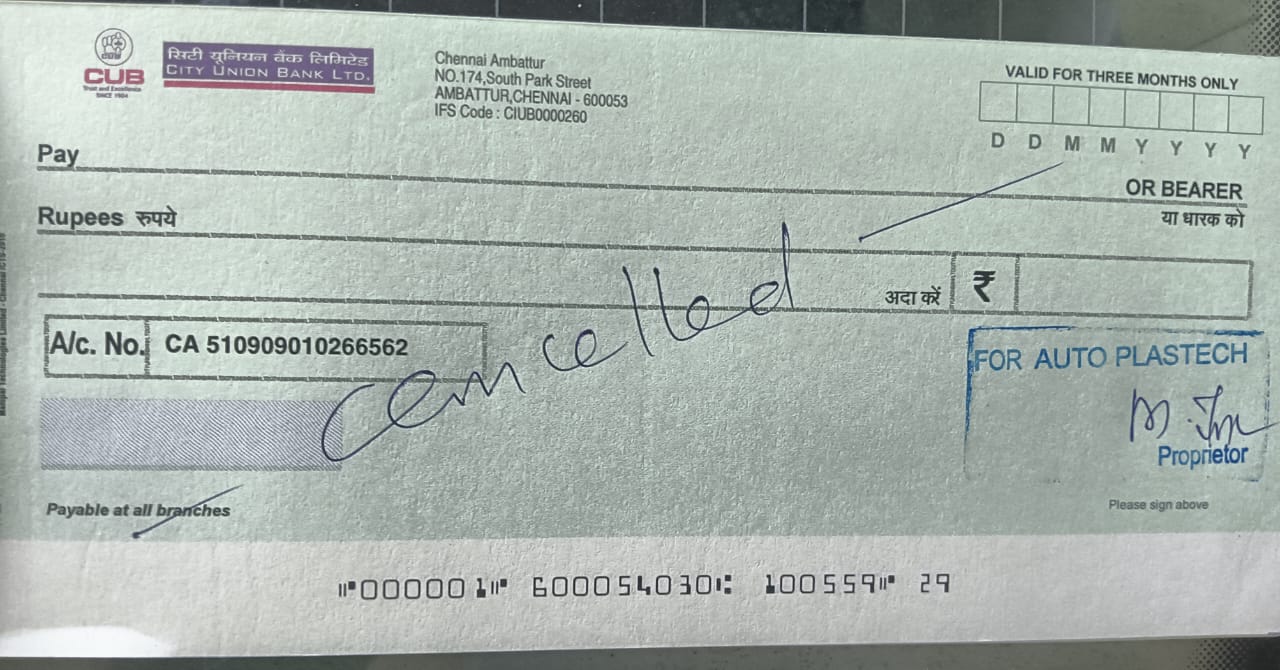 CUB
Trust and Excellence
SINCE 1904
सिटी यूनियन बैंक लिमिटेड
CITY UNION BANK LTD.
Chennai Ambattur
NO.174,South Park Street
AMBATTUR,CHENNAI - 600053
IFS Code : CIUB0000260
VALID FOR THREE MONTHS ONLY
D D M M Y Y Y Y
Pay
OR BEARER
या धारक को
Rupees रुपये
अदा करें ₹
A/c. No. CA 510909010266562
Cancelled
FOR AUTO PLASTECH
Proprietor
Payable at all branches
Please sign above
⑈000001⑈ 600054030⑆ 100559⑈ 29